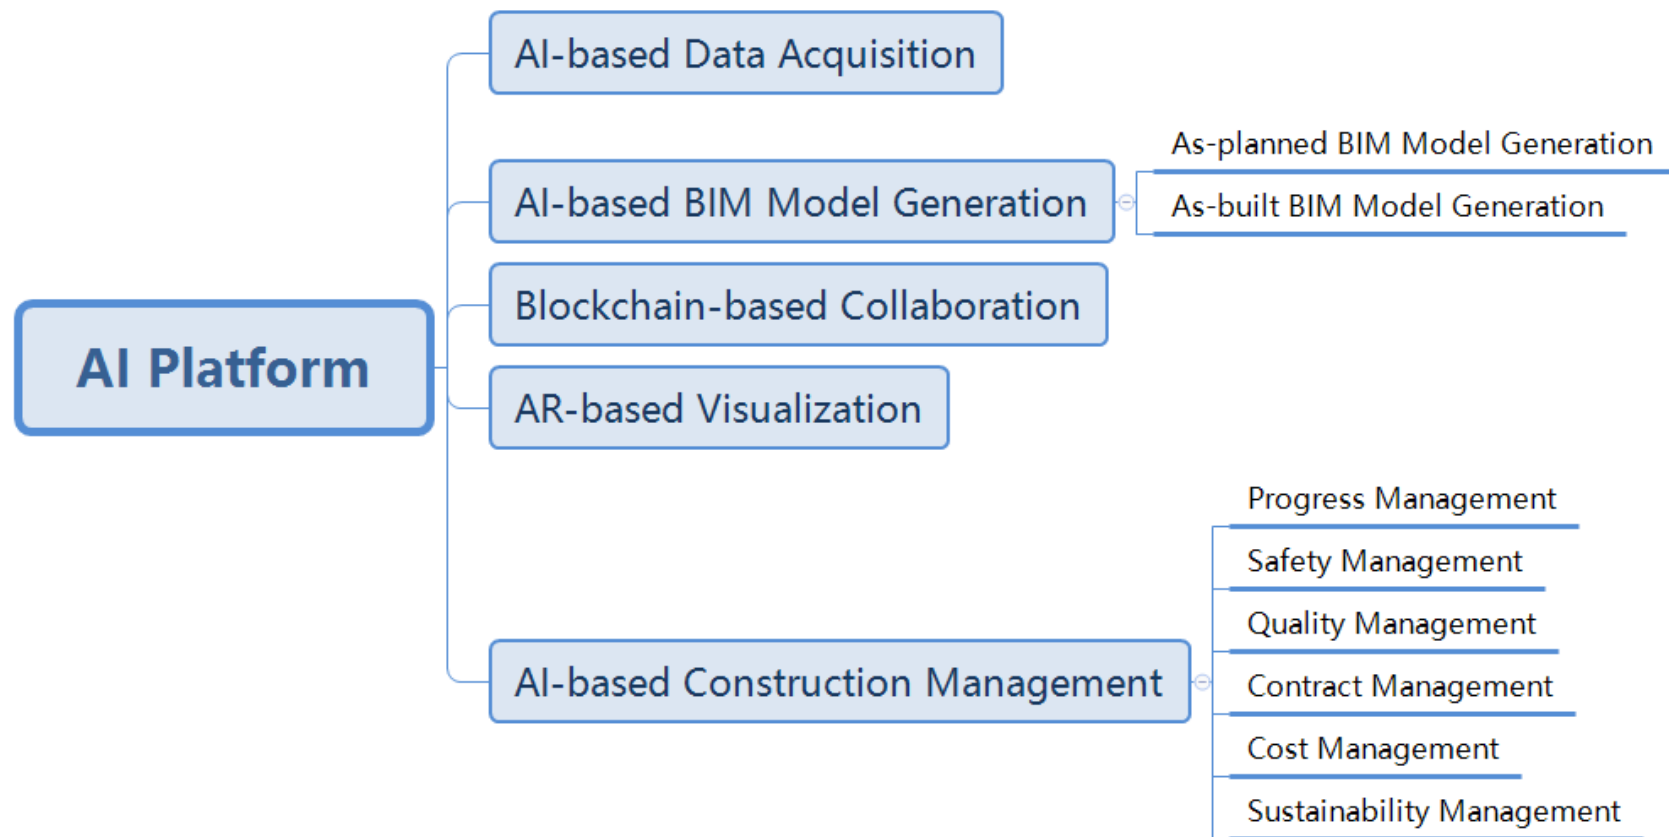 AI Platform
AI-based Data Acquisition
AI-based BIM Model Generation
As-planned BIM Model Generation
As-built BIM Model Generation
Blockchain-based Collaboration
AR-based Visualization
AI-based Construction Management
Progress Management
Safety Management
Quality Management
Contract Management
Cost Management
Sustainability Management